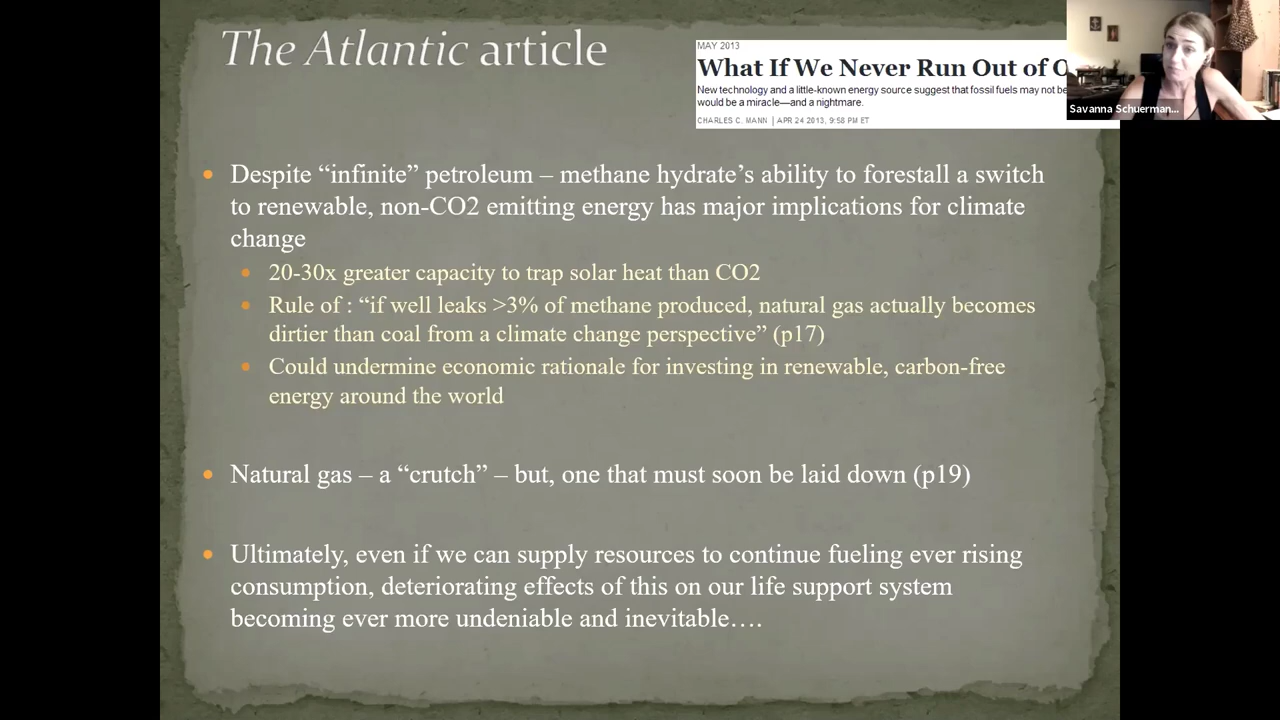 The Atlantic article
MAY 2013
What If We Never Run Out of O
New technology and a little-known energy source suggest that fossil fuels may not be
would be a miracle—and a nightmare.
CHARLES C. MANN | APR 24 2013, 9:58 PM ET
Savanna Schuerman...
• Despite “infinite” petroleum – methane hydrate’s ability to forestall a switch
to renewable, non-CO2 emitting energy has major implications for climate
change
• 20-30x greater capacity to trap solar heat than CO2
• Rule of : “if well leaks >3% of methane produced, natural gas actually becomes
dirtier than coal from a climate change perspective” (p17)
• Could undermine economic rationale for investing in renewable, carbon-free
energy around the world
• Natural gas – a “crutch” – but, one that must soon be laid down (p19)
• Ultimately, even if we can supply resources to continue fueling ever rising
consumption, deteriorating effects of this on our life support system
becoming ever more undeniable and inevitable….